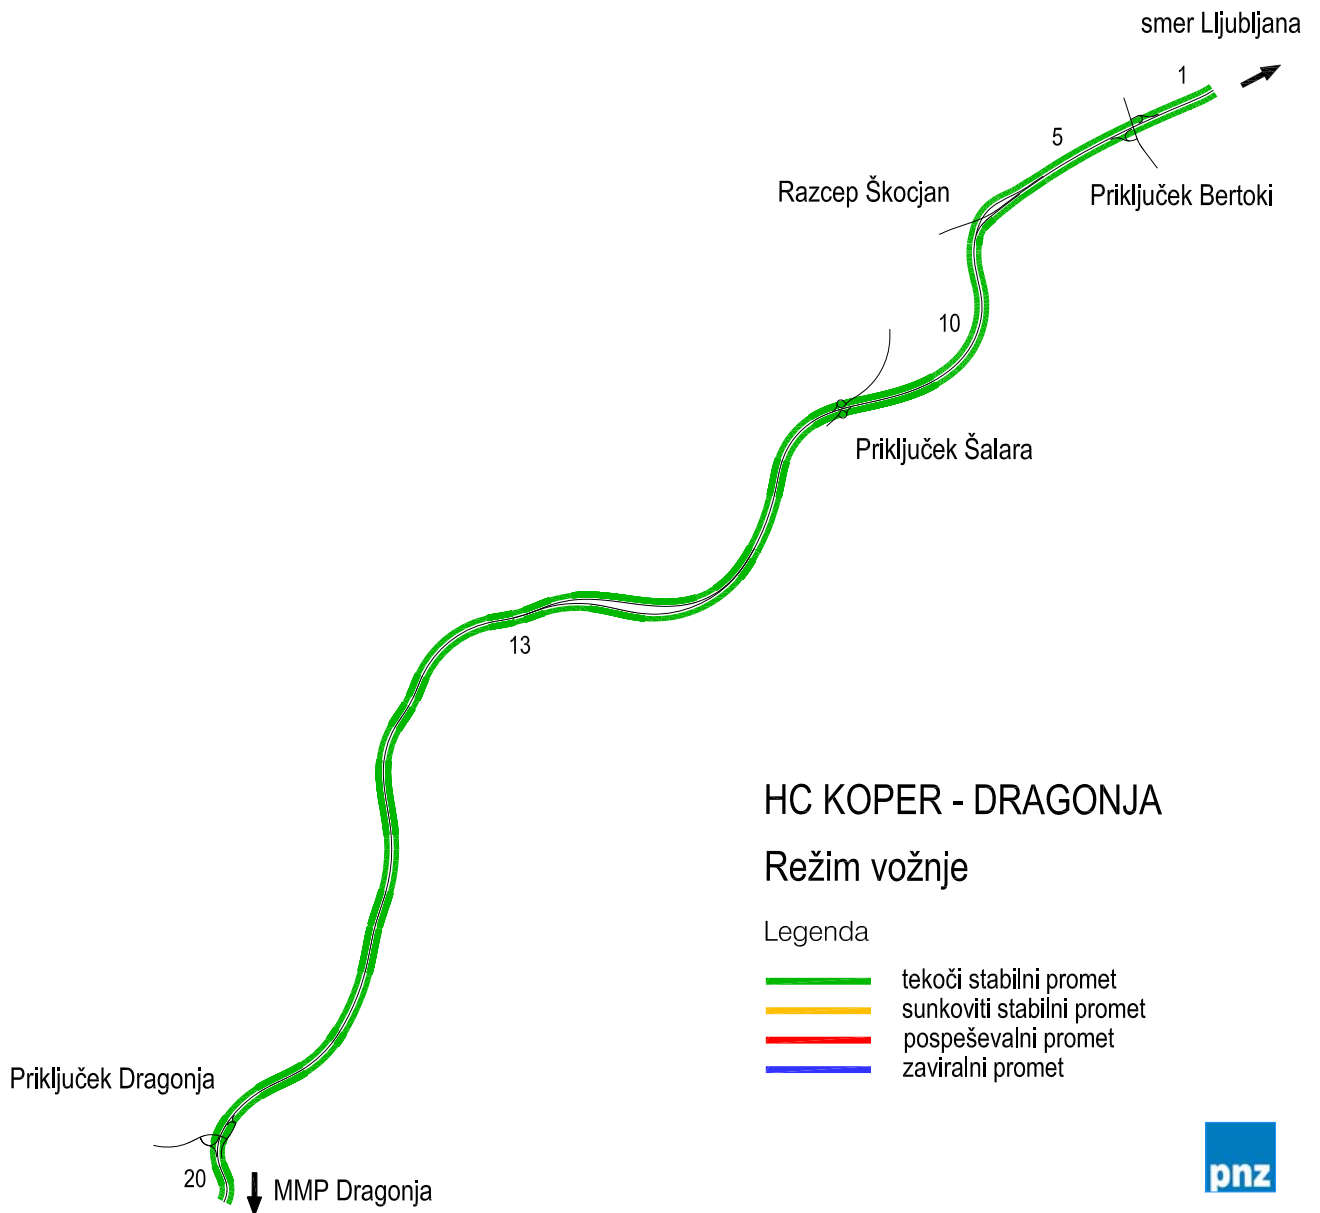 smer Lljubljana
1
5
Razcep Škocjan
Priključek Bertoki
10
Priključek Šalara
13
HC KOPER - DRAGONJA
Režim vožnje
Legenda
tekoči stabilni promet
sunkoviti stabilni promet
pospeševalni promet
zaviralni promet
Priključek Dragonja
20
MMP Dragonja
pnz